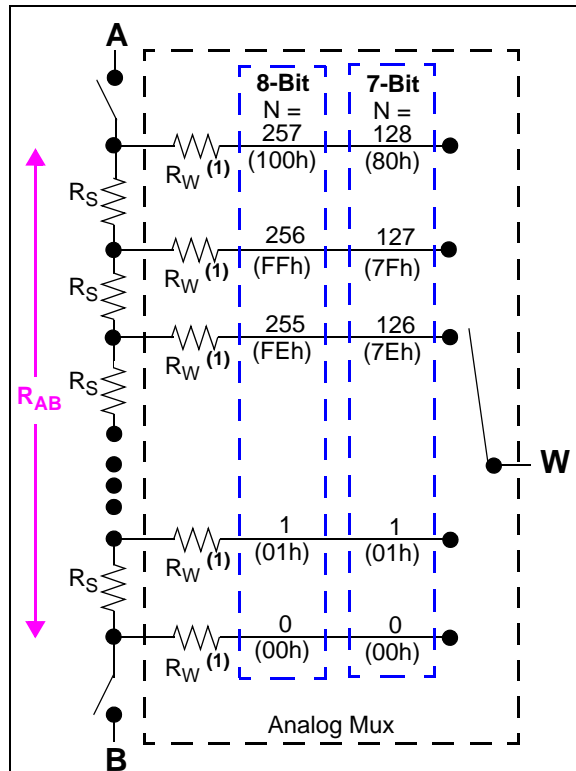 A
8-Bit
N =
7-Bit
N =
257
(100h)
128
(80h)
RW (1)
RS
256
(FFh)
127
(7Fh)
RW (1)
RS
255
(FEh)
126
(7Eh)
RW (1)
RS
RAB
W
1
(01h)
1
(01h)
RW (1)
RS
0
(00h)
0
(00h)
RW (1)
Analog Mux
B